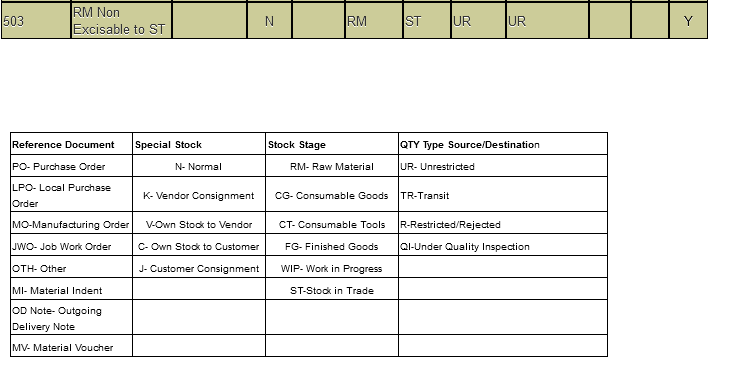 503 RM Non Excisable to ST N RM ST UR UR Y
Reference Document Special Stock Stock Stage QTY Type Source/Destination
PO- Purchase Order N- Normal RM- Raw Material UR- Unrestricted
LPO- Local Purchase Order K- Vendor Consignment CG- Consumable Goods TR-Transit
MO-Manufacturing Order V-Own Stock to Vendor CT- Consumable Tools R-Restricted/Rejected
JWO- Job Work Order C- Own Stock to Customer FG- Finished Goods QI-Under Quality Inspection
OTH- Other J- Customer Consignment WIP- Work in Progress
MI- Material Indent ST-Stock in Trade
OD Note- Outgoing
Delivery Note
MV- Material Voucher